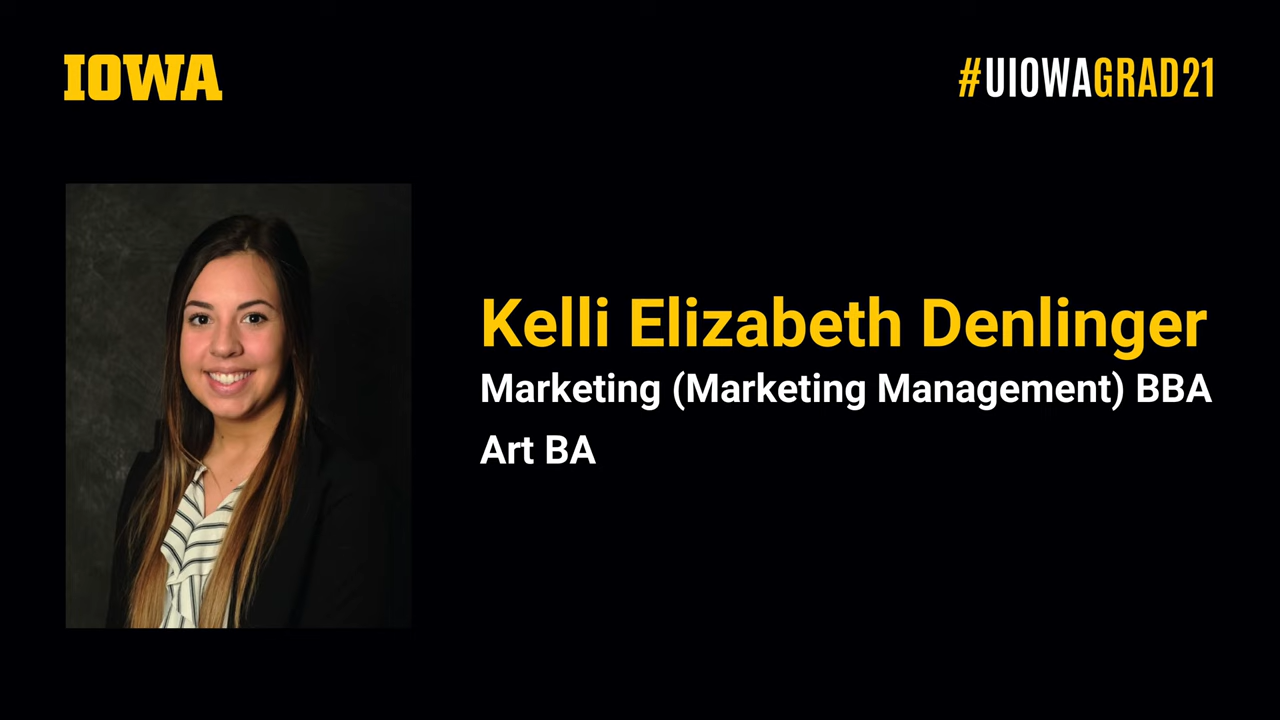 IOWA
#UIOWAGRAD21
Kelli Elizabeth Denlinger
Marketing (Marketing Management) BBA
Art BA